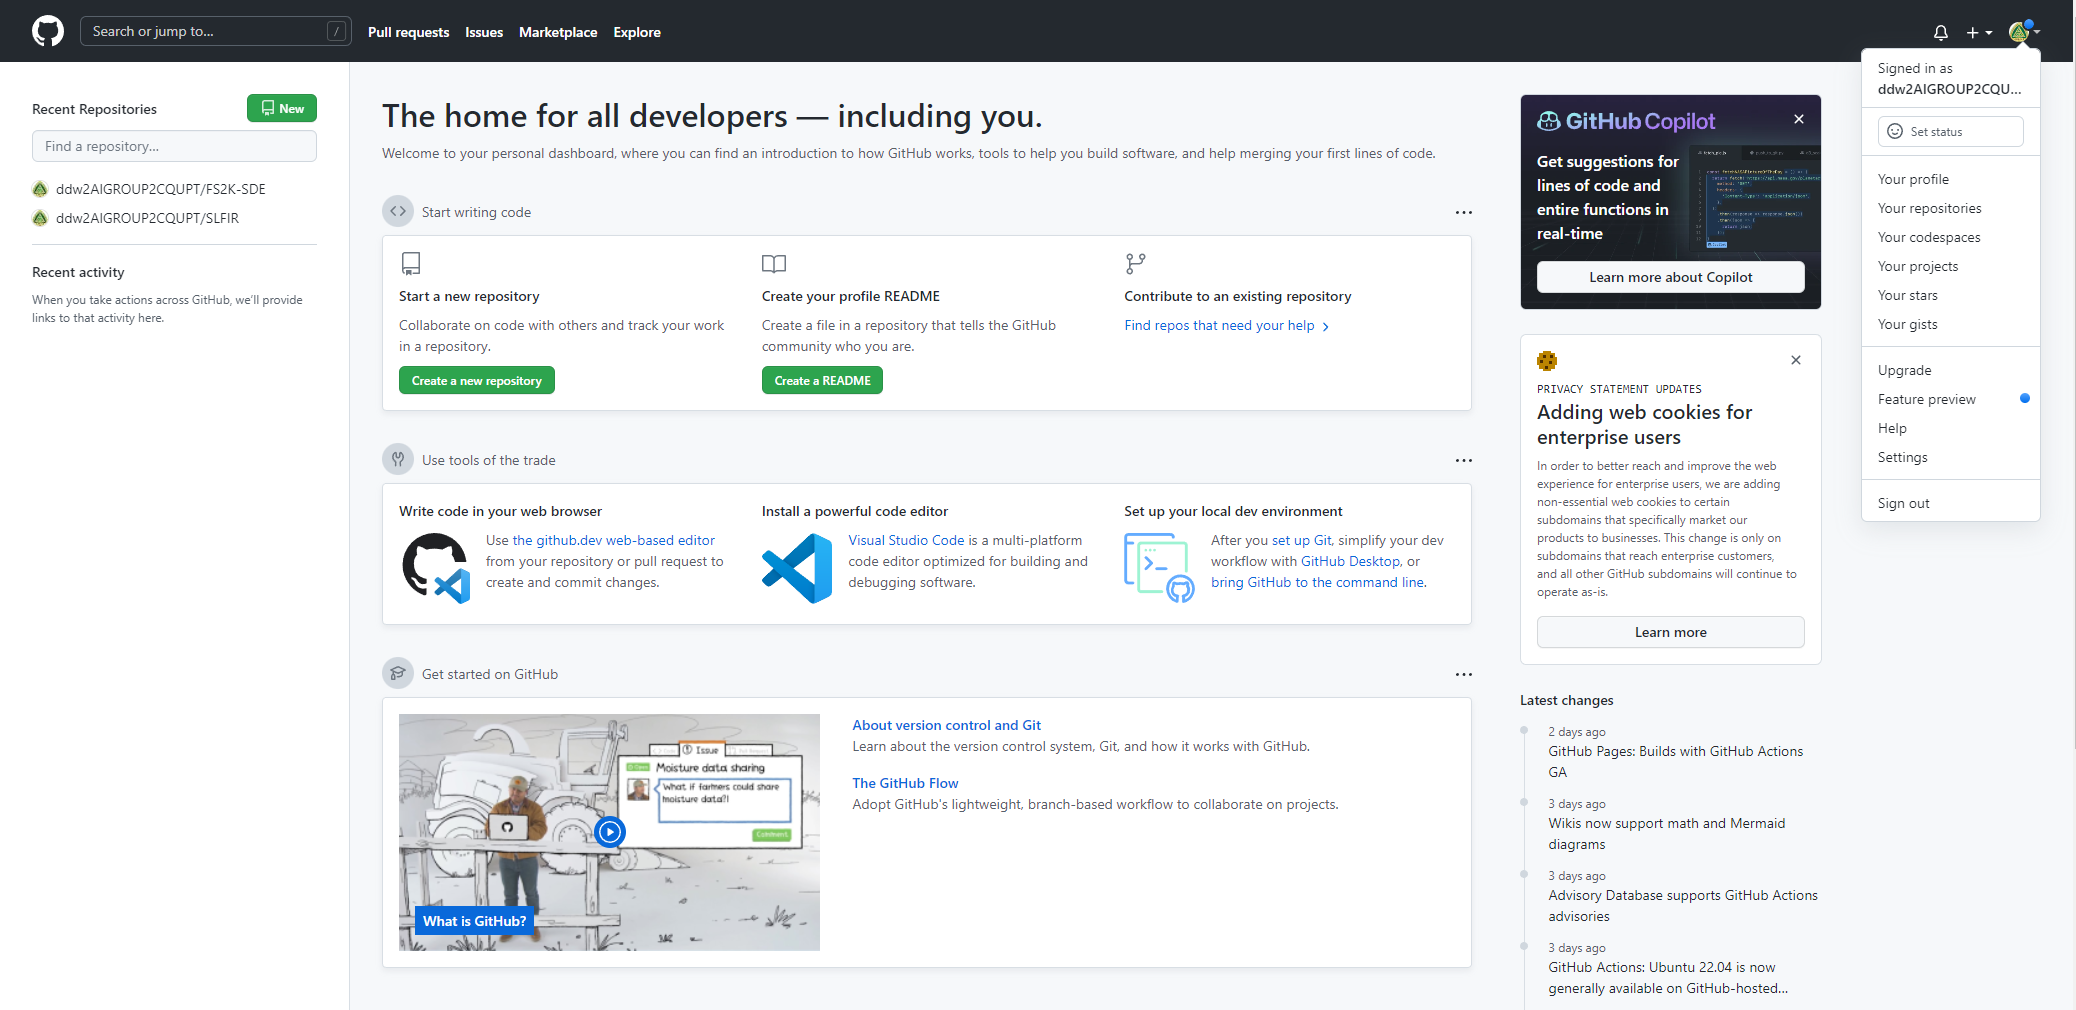 Search or jump to...
/
Pull requests
Issues
Marketplace
Explore
Signed in as
ddw2AIGROUP2CQU...
Set status
Your profile
Your repositories
Your codespaces
Your projects
Your stars
Your gists
Upgrade
Feature preview
Help
Settings
Sign out
Recent Repositories
New
Find a repository...
ddw2AIGROUP2CQUPT/FS2K-SDE
ddw2AIGROUP2CQUPT/SLFIR
Recent activity
When you take actions across GitHub, we'll provide
links to that activity here.
The home for all developers — including you.
Welcome to your personal dashboard, where you can find an introduction to how GitHub works, tools to help you build software, and help merging your first lines of code.
Start writing code
Start a new repository
Collaborate on code with others and track your work
in a repository.
Create a new repository
Create your profile README
Create a file in a repository that tells the GitHub
community who you are.
Create a README
Contribute to an existing repository
Find repos that need your help
Use tools of the trade
Write code in your web browser
Use the github.dev web-based editor
from your repository or pull request to
create and commit changes.
Install a powerful code editor
Visual Studio Code is a multi-platform
code editor optimized for building and
debugging software.
Set up your local dev environment
After you set up Git, simplify your dev
workflow with GitHub Desktop, or
bring GitHub to the command line.
Get started on GitHub
Issue
Open
Moisture data sharing
What if farmers could share
moisture data?
Comment
What is GitHub?
About version control and Git
Learn about the version control system, Git, and how it works with GitHub.
The GitHub Flow
Adopt GitHub's lightweight, branch-based workflow to collaborate on projects.
GitHub Copilot
Get suggestions for
lines of code and
entire functions in
real-time
Learn more about Copilot
PRIVACY STATEMENT UPDATES
Adding web cookies for
enterprise users
In order to better reach and improve the web
experience for enterprise users, we are adding
non-essential web cookies to certain
subdomains that specifically market our
products to businesses. This change is only on
subdomains that reach enterprise customers,
and all other GitHub subdomains will continue to
operate as-is.
Learn more
Latest changes
2 days ago
GitHub Pages: Builds with GitHub Actions
GA
3 days ago
Wikis now support math and Mermaid
diagrams
3 days ago
Advisory Database supports GitHub Actions
advisories
3 days ago
GitHub Actions: Ubuntu 22.04 is now
generally available on GitHub-hosted...